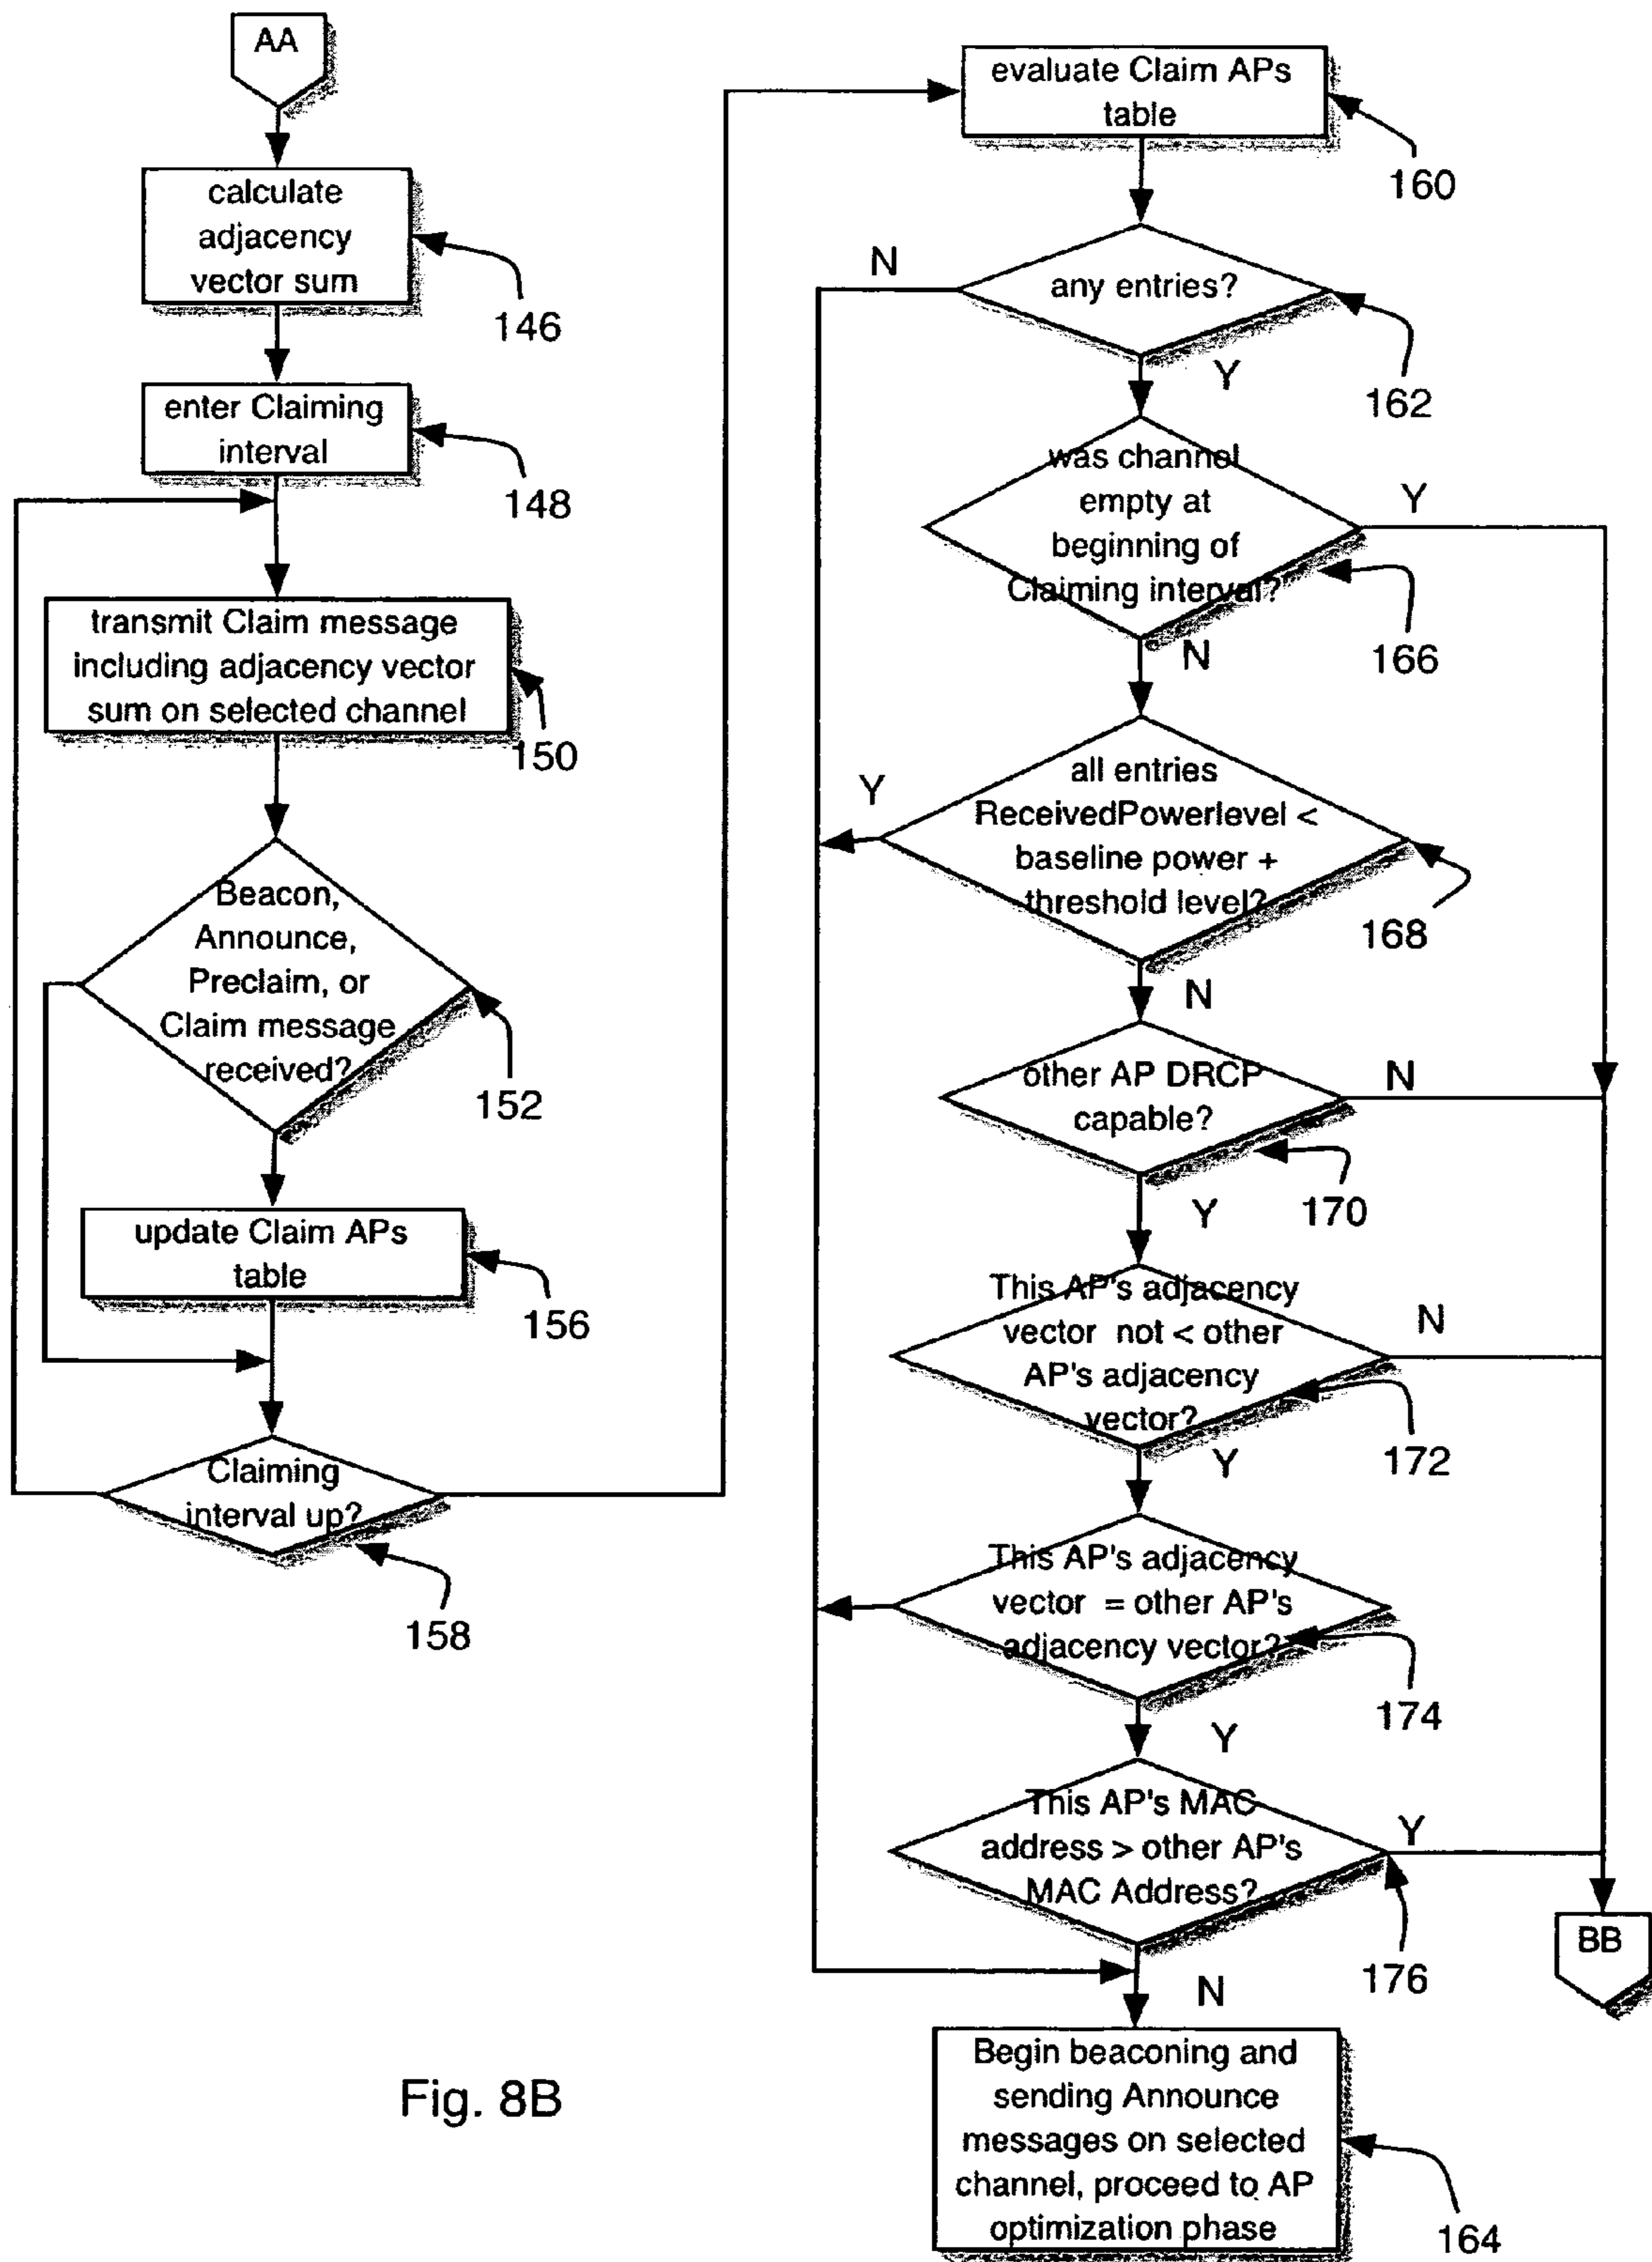 AA
calculate
adjacency
vector sum
146
enter Claiming
interval
148
transmit Claim message
including adjacency vector
sum on selected channel
150
Beacon,
Announce,
Preclaim, or
Claim message
received?
152
update Claim APs
table
156
Claiming
interval up?
158
evaluate Claim APs
table
160
any entries?
N
Y
162
was channel
empty at
beginning of
Claiming interval?
Y
N
166
all entries
ReceivedPowerlevel <
baseline power +
threshold level?
Y
N
168
other AP DRCP
capable?
N
Y
170
This AP's adjacency
vector not < other
AP's adjacency
vector?
N
Y
172
This AP's adjacency
vector = other AP's
adjacency vector?
Y
174
This AP's MAC
address > other AP's
MAC Address?
Y
N
176
BB
Begin beaconing and
sending Announce
messages on selected
channel, proceed to AP
optimization phase
164
Fig. 8B